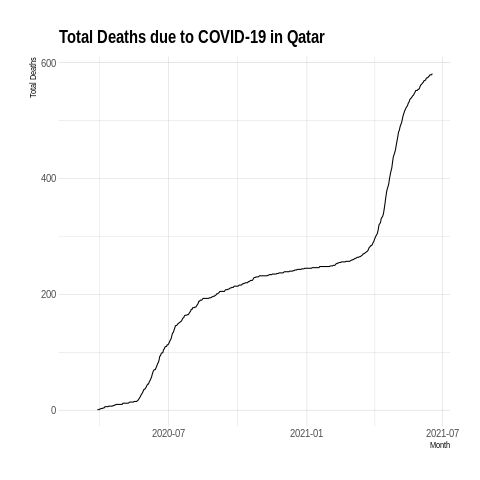 Total Deaths due to COVID-19 in Qatar
Total Deaths
600
400
200
0
2020-07
2021-01
2021-07
Month